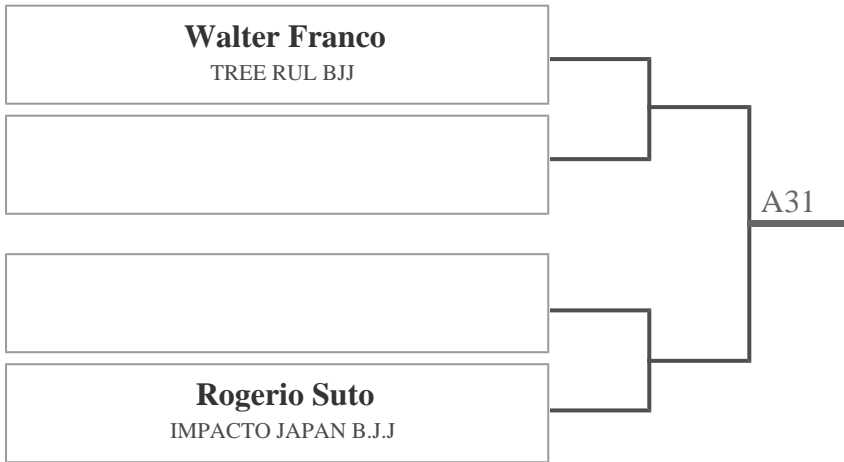 Walter Franco
TREE RUL BJJ
A31
Rogerio Suto
IMPACTO JAPAN B.J.J